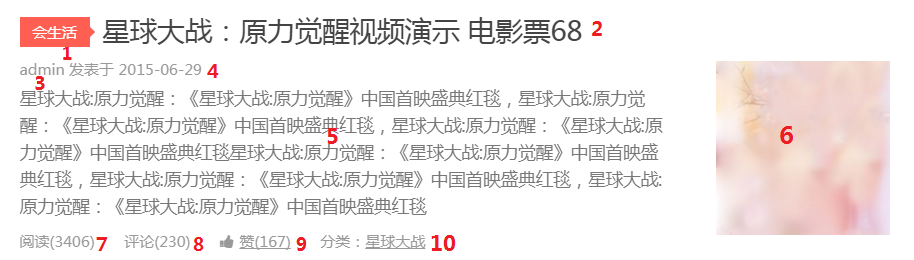 会生活 星球大战：原力觉醒视频演示 电影票68 2
1
admin 发表于 2015-06-29 4
3
星球大战:原力觉醒：《星球大战:原力觉醒》中国首映盛典红毯，星球大战:原力觉
醒：《星球大战:原力觉醒》中国首映盛典红毯，星球大战:原力觉醒：《星球大战:原
5
力觉醒》中国首映盛典红毯星球大战:原力觉醒：《星球大战:原力觉醒》中国首映盛
典红毯，星球大战:原力觉醒：《星球大战:原力觉醒》中国首映盛典红毯，星球大战:
原力觉醒：《星球大战:原力觉醒》中国首映盛典红毯
6
阅读(3406) 7 评论(230) 8 赞(167) 9 分类：星球大战 10